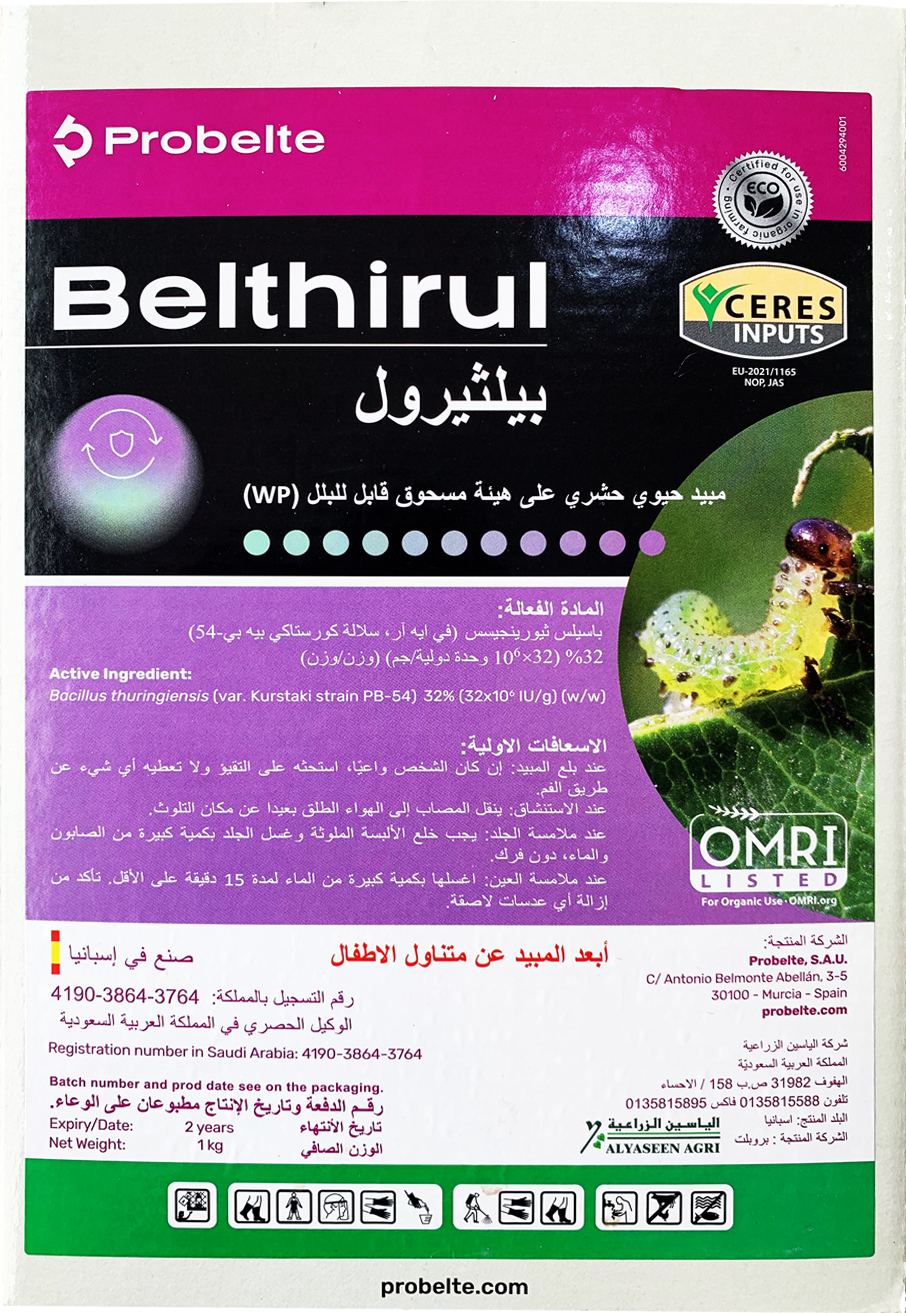 Probelte
6004294001
Certified for use in organic farming
ECO
Belthirul
CERES
INPUTS
EU-2021/1165
NOP, JAS
بيلثيرول
مبيد حيوي حشري على هيئة مسحوق قابل للبلل (WP)
المادة الفعالة:
باسيلس ثيورينجيسس (في ايه آر، سلالة كورستاكي بيه بي-54)
32% (32×10⁶ وحدة دولية/جم) (وزن/وزن)
Active Ingredient:
Bacillus thuringiensis (var. Kurstaki strain PB-54) 32% (32x10⁶ IU/g) (w/w)
الاسعافات الاولية:
عند بلع المبيد: إن كان الشخص واعيًا، استحثه على التقيؤ ولا تعطيه أي شيء عن
طريق الفم.
عند الاستنشاق: ينقل المصاب إلى الهواء الطلق بعيدا عن مكان التلوث.
عند ملامسة الجلد: يجب خلع الألبسة الملوثة وغسل الجلد بكمية كبيرة من الصابون
والماء، دون فرك.
عند ملامسة العين: اغسلها بكمية كبيرة من الماء لمدة 15 دقيقة على الأقل. تأكد من
إزالة أي عدسات لاصقة.
OMRI
LISTED
For Organic Use · OMRI.org
صنع في إسبانيا
أبعد المبيد عن متناول الاطفال
رقم التسجيل بالمملكة: 4190-3864-3764
الوكيل الحصري في المملكة العربية السعودية
Registration number in Saudi Arabia: 4190-3864-3764
Batch number and prod date see on the packaging.
رقم الدفعة وتاريخ الإنتاج مطبوعان على الوعاء.
Expiry/Date: 2 years تاريخ الأنتهاء
Net Weight: 1 kg الوزن الصافي
الشركة المنتجة:
Probelte, S.A.U.
C/ Antonio Belmonte Abellán, 3-5
30100 - Murcia - Spain
probelte.com
شركة الياسين الزراعية
المملكة العربية السعوديّة
الهفوف 31982 ص.ب 158 / الاحساء
تلفون 0135815588 فاكس 0135815895
البلد المنتج: اسبانيا
الشركة المنتجة : بروبلت
الياسين الزراعية
ALYASEEN AGRI
probelte.com